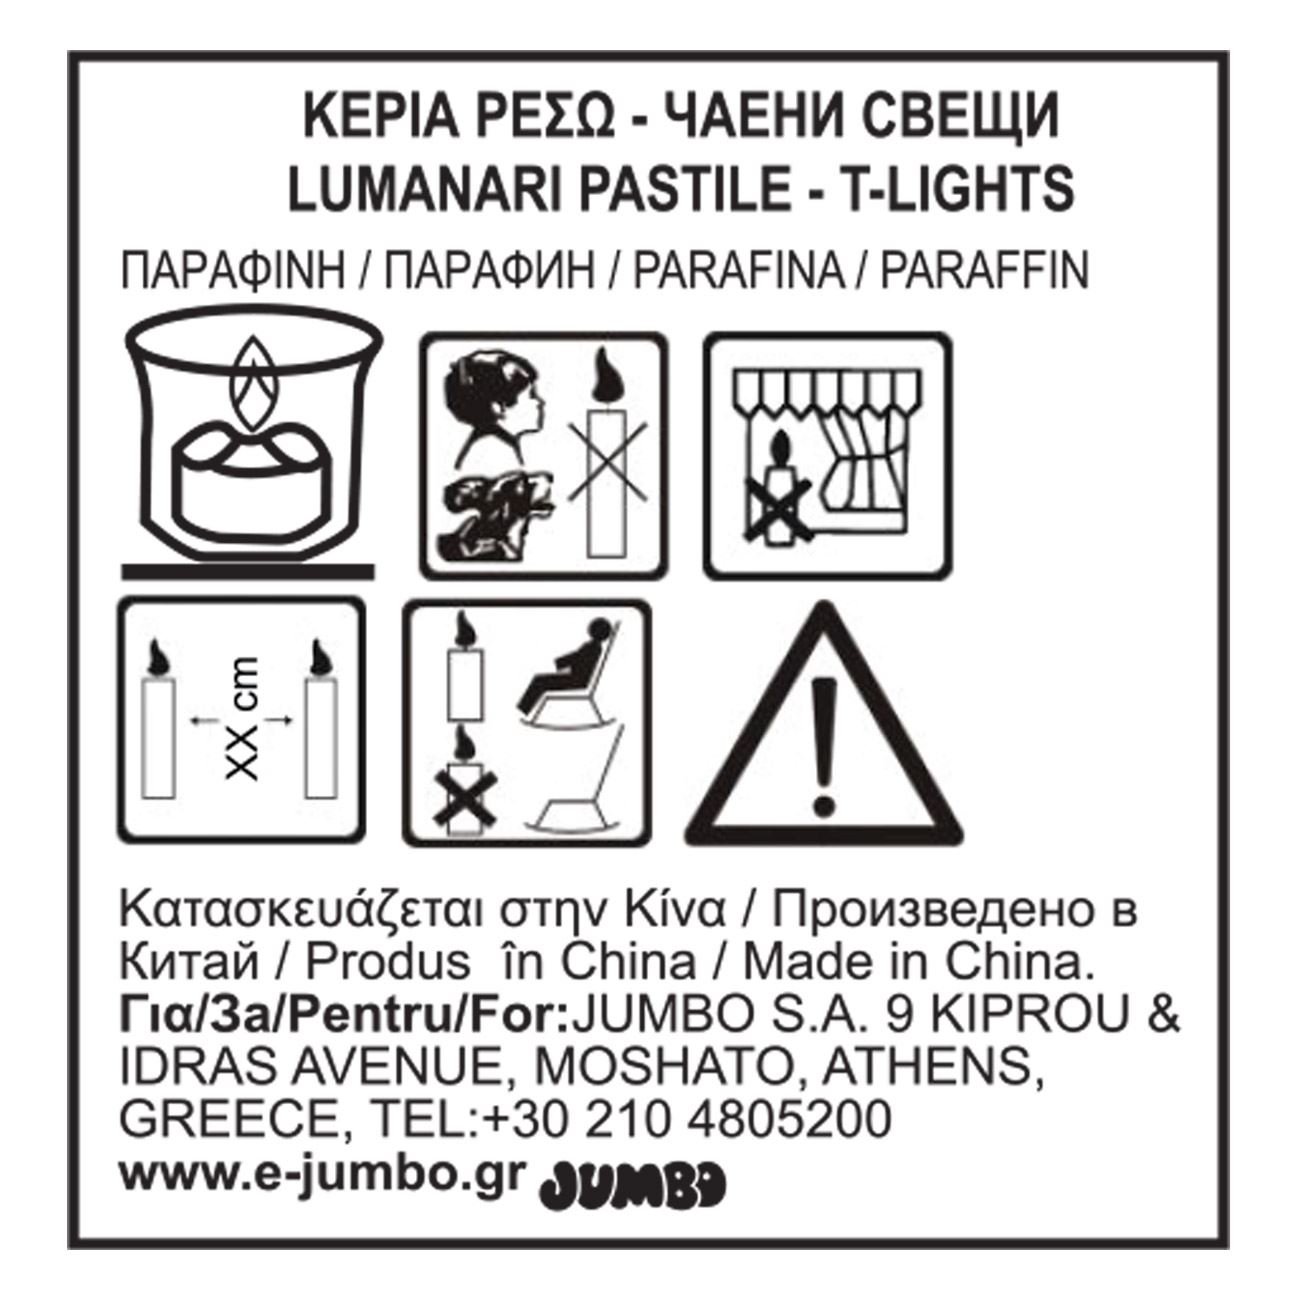 ΚΕΡΙΑ ΡΕΣΩ - ЧАЕНИ СВЕЩИ
LUMANARI PASTILE - T-LIGHTS
ΠΑΡΑΦΙΝΗ / ПАРАФИН / PARAFINA / PARAFFIN
XX cm
Κατασκευάζεται στην Κίνα / Произведено в
Китай / Produs în China / Made in China.
Για/За/Pentru/For:JUMBO S.A. 9 KIPROU &
IDRAS AVENUE, MOSHATO, ATHENS,
GREECE, TEL:+30 210 4805200
www.e-jumbo.gr JUMBO